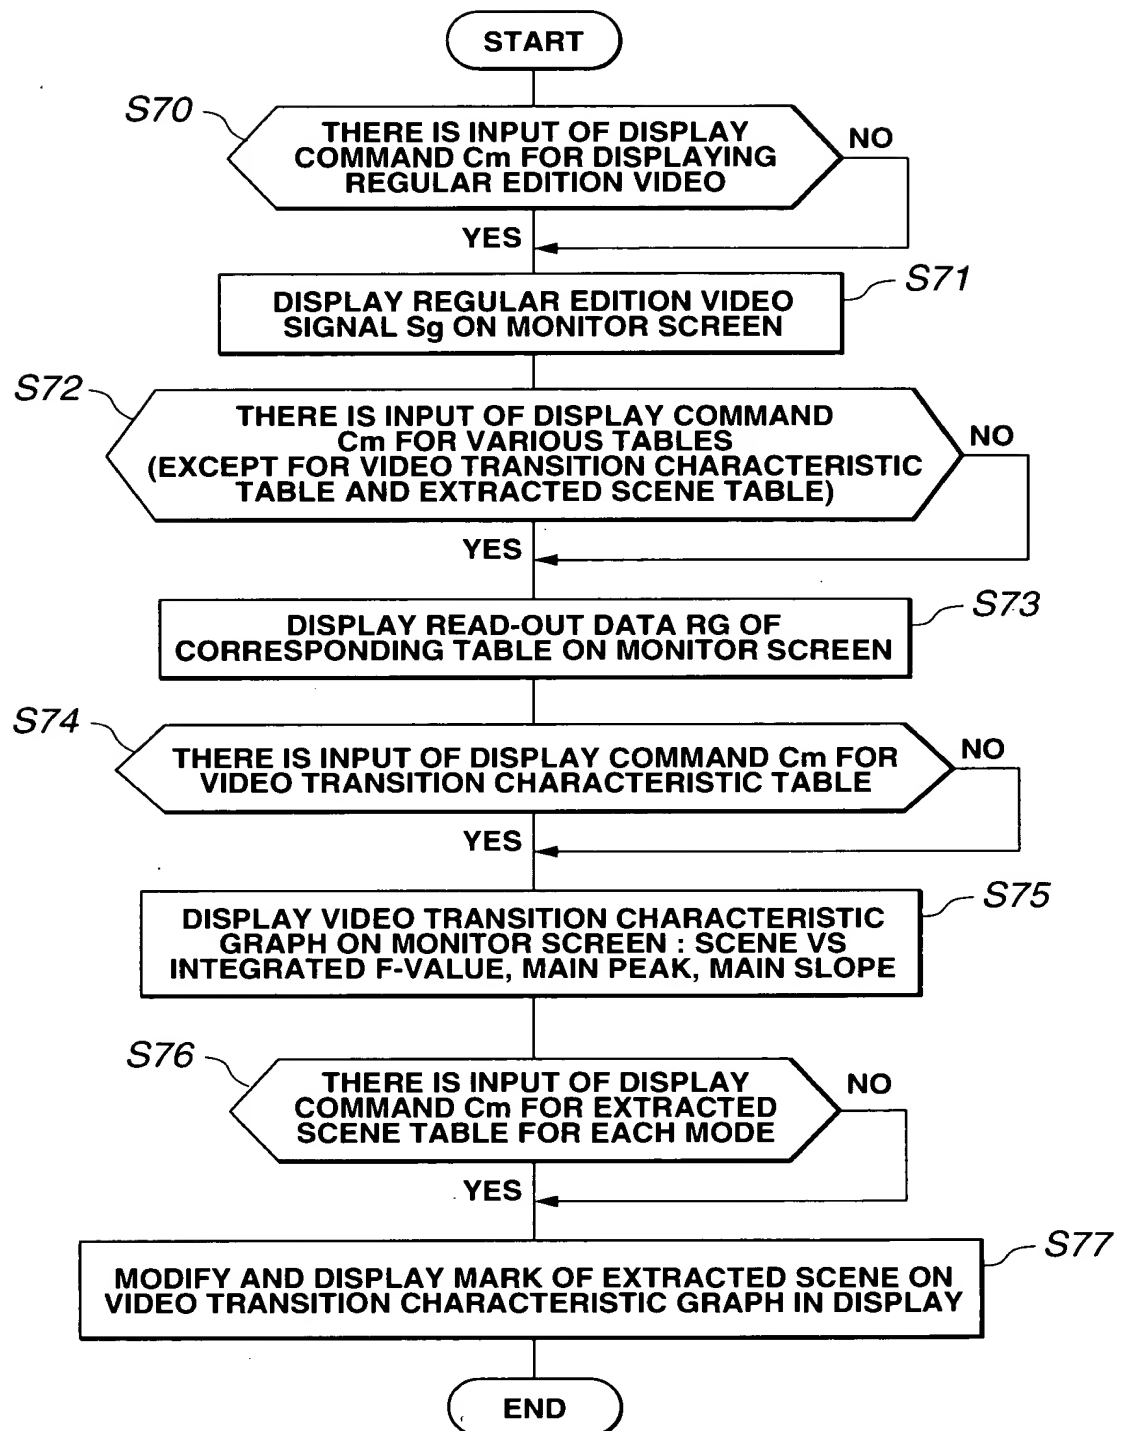 START
S70
THERE IS INPUT OF DISPLAY
COMMAND Cm FOR DISPLAYING
REGULAR EDITION VIDEO
NO
YES
S71
DISPLAY REGULAR EDITION VIDEO
SIGNAL Sg ON MONITOR SCREEN
S72
THERE IS INPUT OF DISPLAY COMMAND
Cm FOR VARIOUS TABLES
(EXCEPT FOR VIDEO TRANSITION CHARACTERISTIC
TABLE AND EXTRACTED SCENE TABLE)
NO
YES
S73
DISPLAY READ-OUT DATA RG OF
CORRESPONDING TABLE ON MONITOR SCREEN
S74
THERE IS INPUT OF DISPLAY COMMAND Cm FOR
VIDEO TRANSITION CHARACTERISTIC TABLE
NO
YES
S75
DISPLAY VIDEO TRANSITION CHARACTERISTIC
GRAPH ON MONITOR SCREEN : SCENE VS
INTEGRATED F-VALUE, MAIN PEAK, MAIN SLOPE
S76
THERE IS INPUT OF DISPLAY
COMMAND Cm FOR EXTRACTED
SCENE TABLE FOR EACH MODE
NO
YES
S77
MODIFY AND DISPLAY MARK OF EXTRACTED SCENE ON
VIDEO TRANSITION CHARACTERISTIC GRAPH IN DISPLAY
END